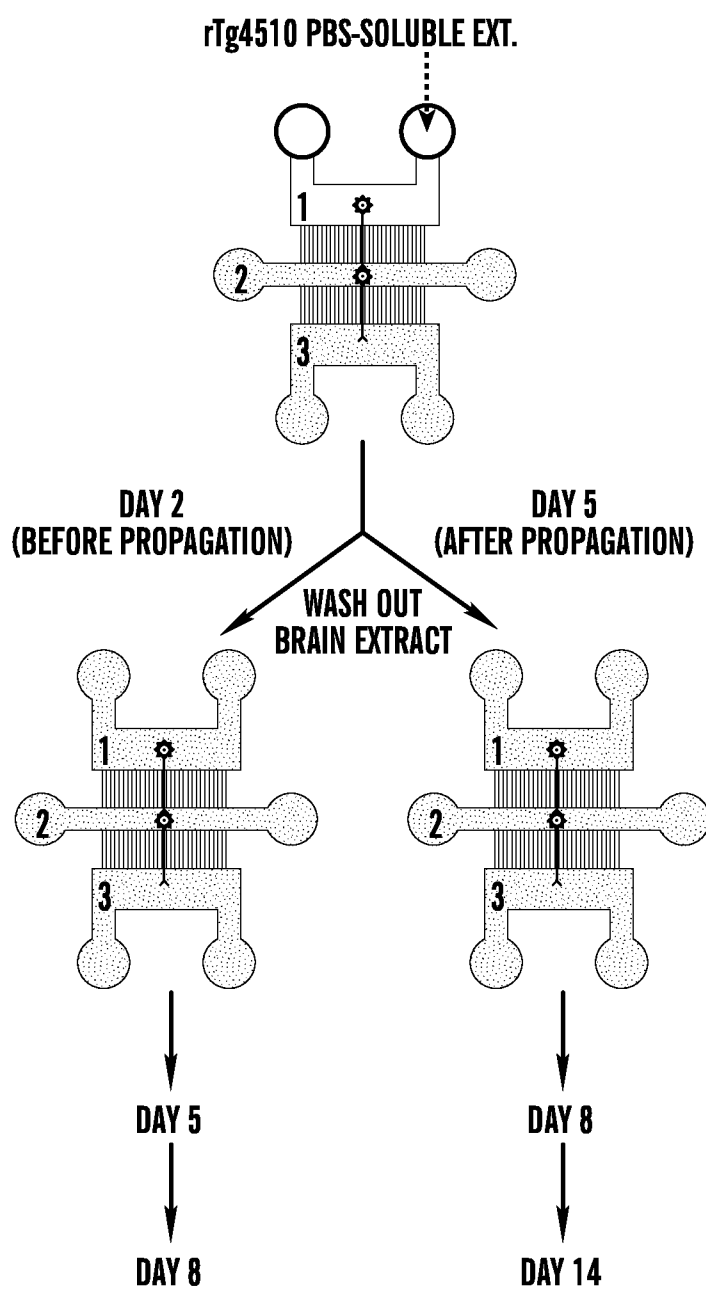 rTg4510 PBS-SOLUBLE EXT.
1
2
3
DAY 2
(BEFORE PROPAGATION)
DAY 5
(AFTER PROPAGATION)
WASH OUT
BRAIN EXTRACT
1
2
3
1
2
3
DAY 5
DAY 8
DAY 8
DAY 14